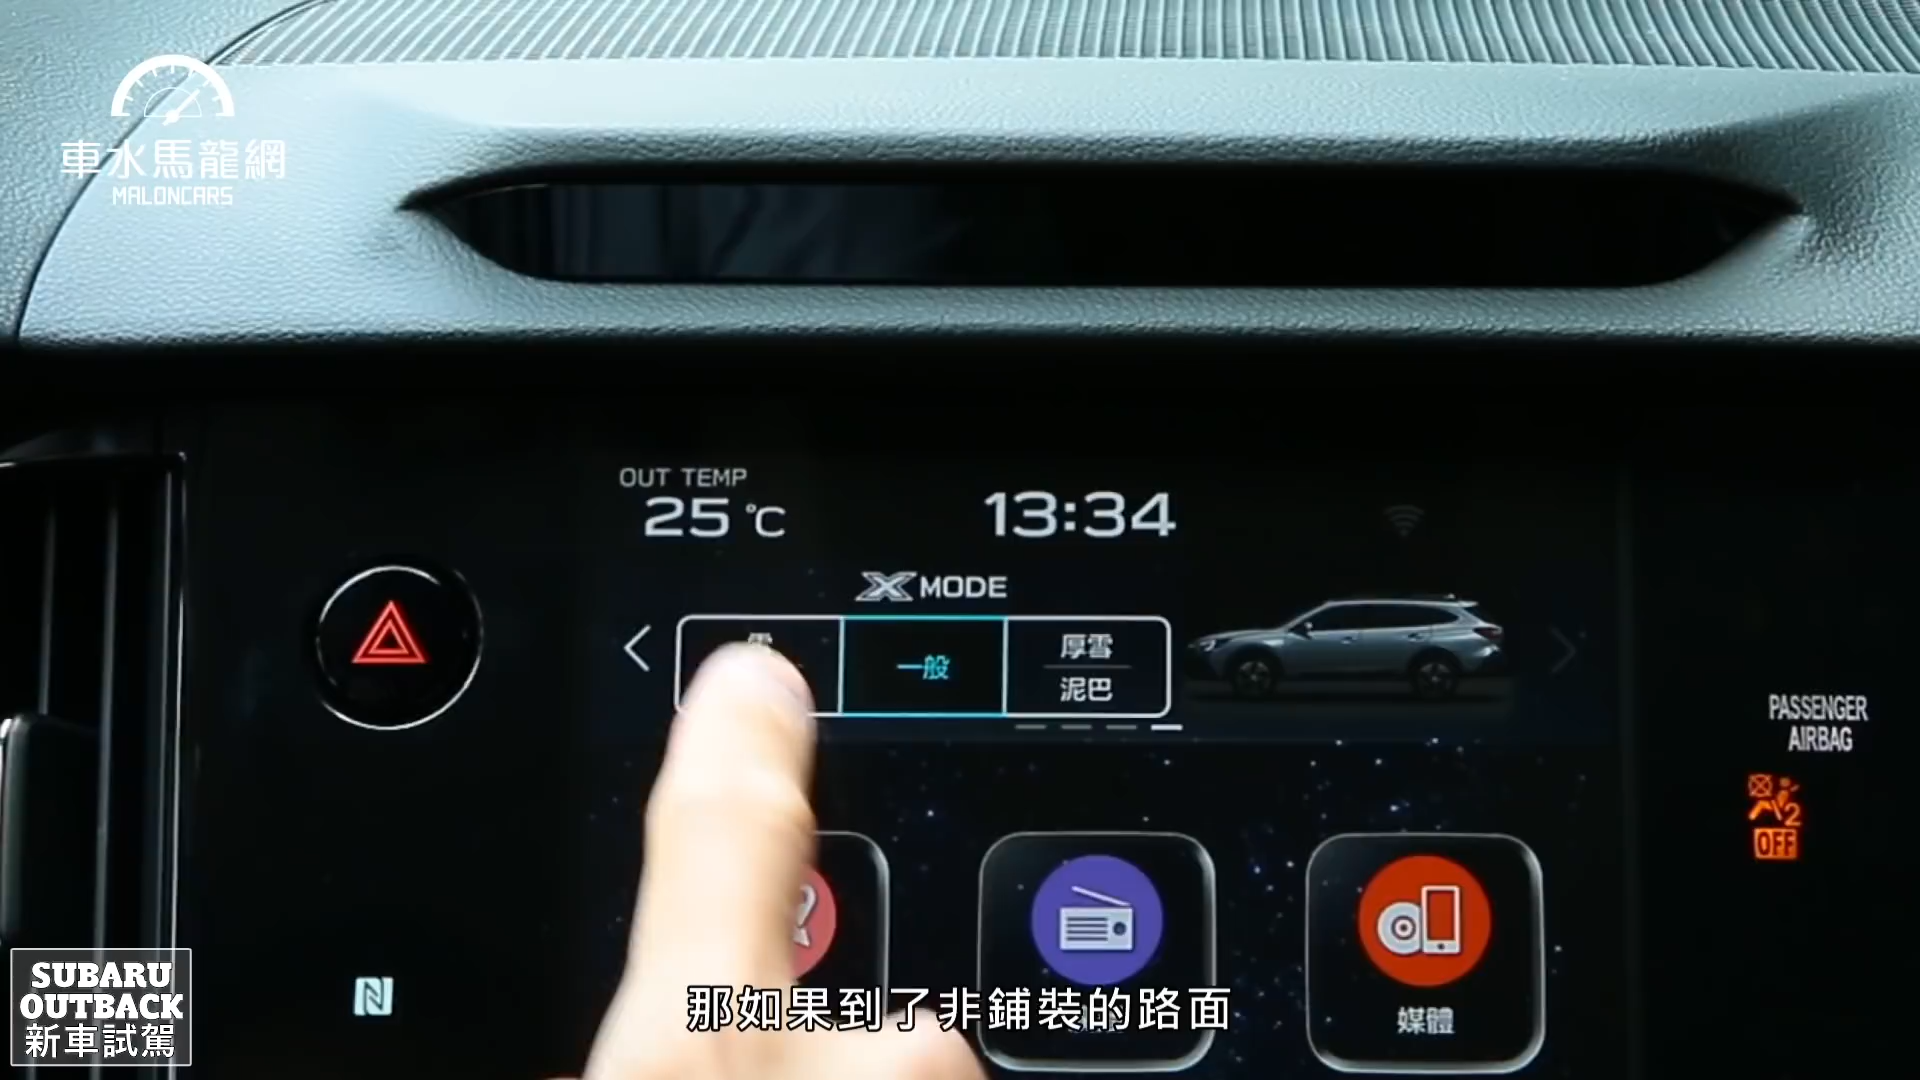 車水馬龍網
MALONCARS
OUT TEMP
25 °C
13:34
X MODE
雪
一般
厚雪
泥巴
PASSENGER
AIRBAG
2
OFF
媒體
那如果到了非鋪裝的路面
SUBARU
OUTBACK
新車試駕